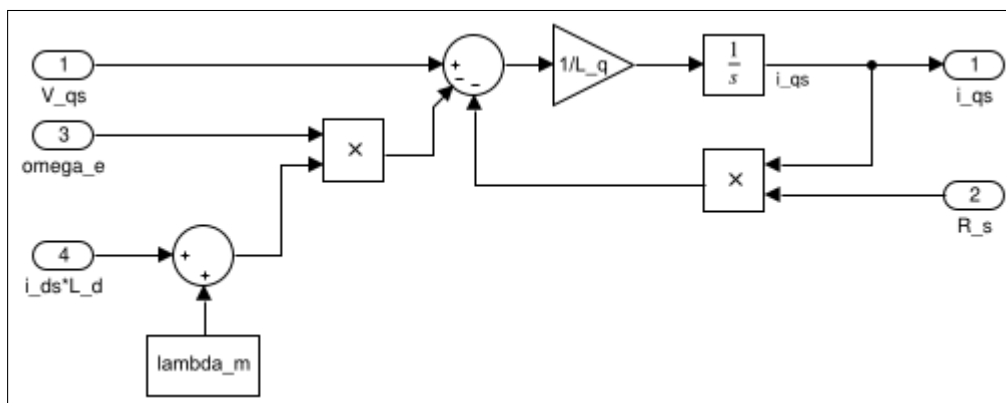 1
V_qs
3
omega_e
4
i_ds*L_d
lambda_m
+
−
−
+
+
×
1/L_q
1
s
i_qs
×
1
i_qs
2
R_s